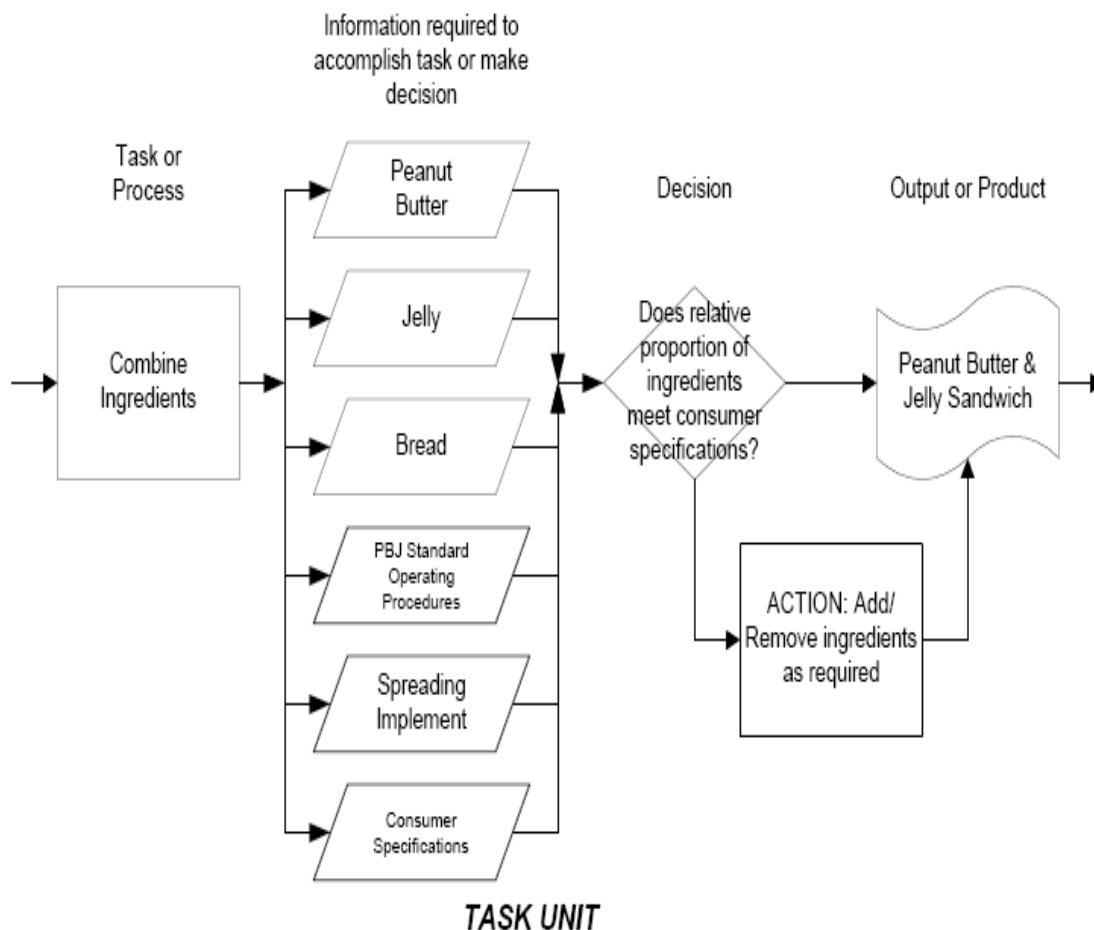 Information required to
accomplish task or make
decision
Task or
Process
Decision
Output or Product
Combine
Ingredients
Peanut
Butter
Jelly
Bread
PBJ Standard
Operating
Procedures
Spreading
Implement
Consumer
Specifications
Does relative
proportion of
ingredients
meet consumer
specifications?
Peanut Butter &
Jelly Sandwich
ACTION: Add/
Remove ingredients
as required
TASK UNIT